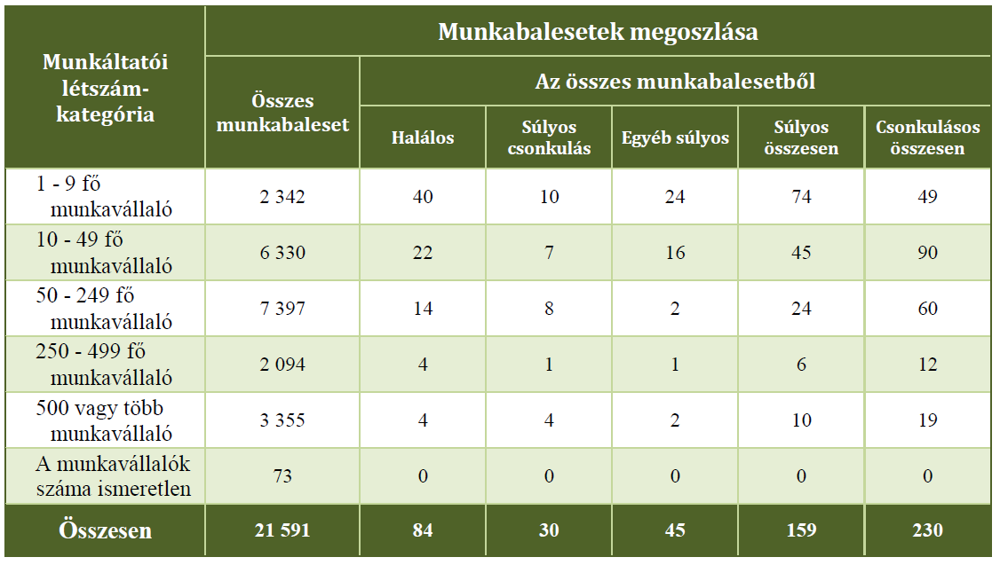 Munkáltatói
létszám-
kategória
Munkabalesetek megoszlása
Összes
munkabaleset
Az összes munkabalesetből
Halálos
Súlyos
csonkulás
Egyéb súlyos
Súlyos
összesen
Csonkulásos
összesen
1 - 9 fő
munkavállaló
2 342
40
10
24
74
49
10 - 49 fő
munkavállaló
6 330
22
7
16
45
90
50 - 249 fő
munkavállaló
7 397
14
8
2
24
60
250 - 499 fő
munkavállaló
2 094
4
1
1
6
12
500 vagy több
munkavállaló
3 355
4
4
2
10
19
A munkavállalók
száma ismeretlen
73
0
0
0
0
0
Összesen
21 591
84
30
45
159
230